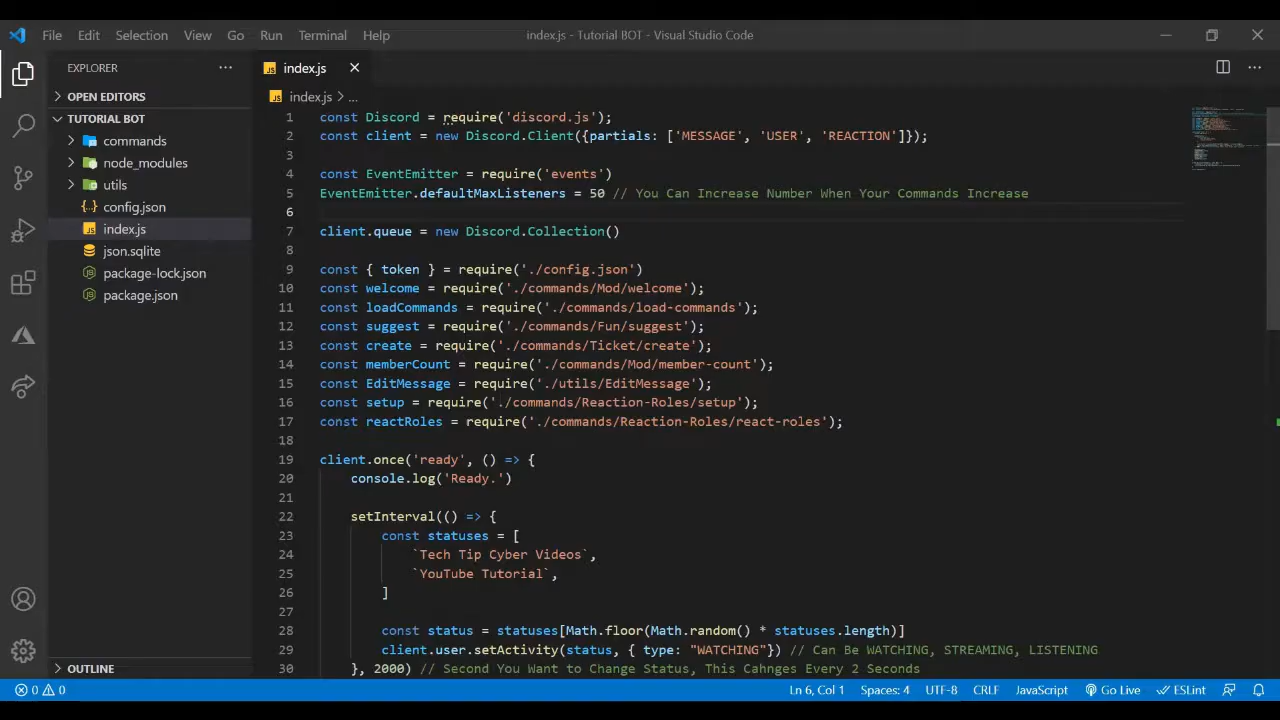 File Edit Selection View Go Run Terminal Help index.js - Tutorial BOT - Visual Studio Code
EXPLORER
OPEN EDITORS
TUTORIAL BOT
commands
node_modules
utils
config.json
index.js
json.sqlite
package-lock.json
package.json
OUTLINE
index.js
index.js > ...
1 const Discord = require('discord.js');
2 const client = new Discord.Client({partials: ['MESSAGE', 'USER', 'REACTION']});
3
4 const EventEmitter = require('events')
5 EventEmitter.defaultMaxListeners = 50 // You Can Increase Number When Your Commands Increase
6
7 client.queue = new Discord.Collection()
8
9 const { token } = require('./config.json')
10 const welcome = require('./commands/Mod/welcome');
11 const loadCommands = require('./commands/load-commands');
12 const suggest = require('./commands/Fun/suggest');
13 const create = require('./commands/Ticket/create');
14 const memberCount = require('./commands/Mod/member-count');
15 const EditMessage = require('./utils/EditMessage');
16 const setup = require('./commands/Reaction-Roles/setup');
17 const reactRoles = require('./commands/Reaction-Roles/react-roles');
18
19 client.once('ready', () => {
20 console.log('Ready.')
21
22 setInterval(() => {
23 const statuses = [
24 `Tech Tip Cyber Videos`,
25 `YouTube Tutorial`,
26 ]
27
28 const status = statuses[Math.floor(Math.random() * statuses.length)]
29 client.user.setActivity(status, { type: "WATCHING"}) // Can Be WATCHING, STREAMING, LISTENING
30 }, 2000) // Second You Want to Change Status, This Cahnges Every 2 Seconds
0 0 Ln 6, Col 1 Spaces: 4 UTF-8 CRLF JavaScript Go Live ESLint